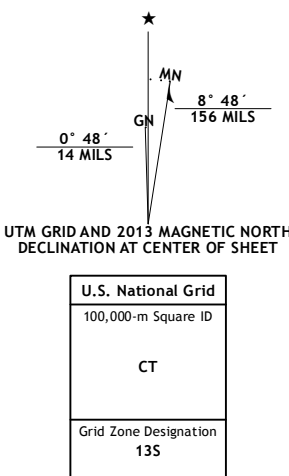 ★
MN
GN
8° 48´
156 MILS
0° 48´
14 MILS
UTM GRID AND 2013 MAGNETIC NORTH
DECLINATION AT CENTER OF SHEET
U.S. National Grid
100,000-m Square ID
CT
Grid Zone Designation
13S